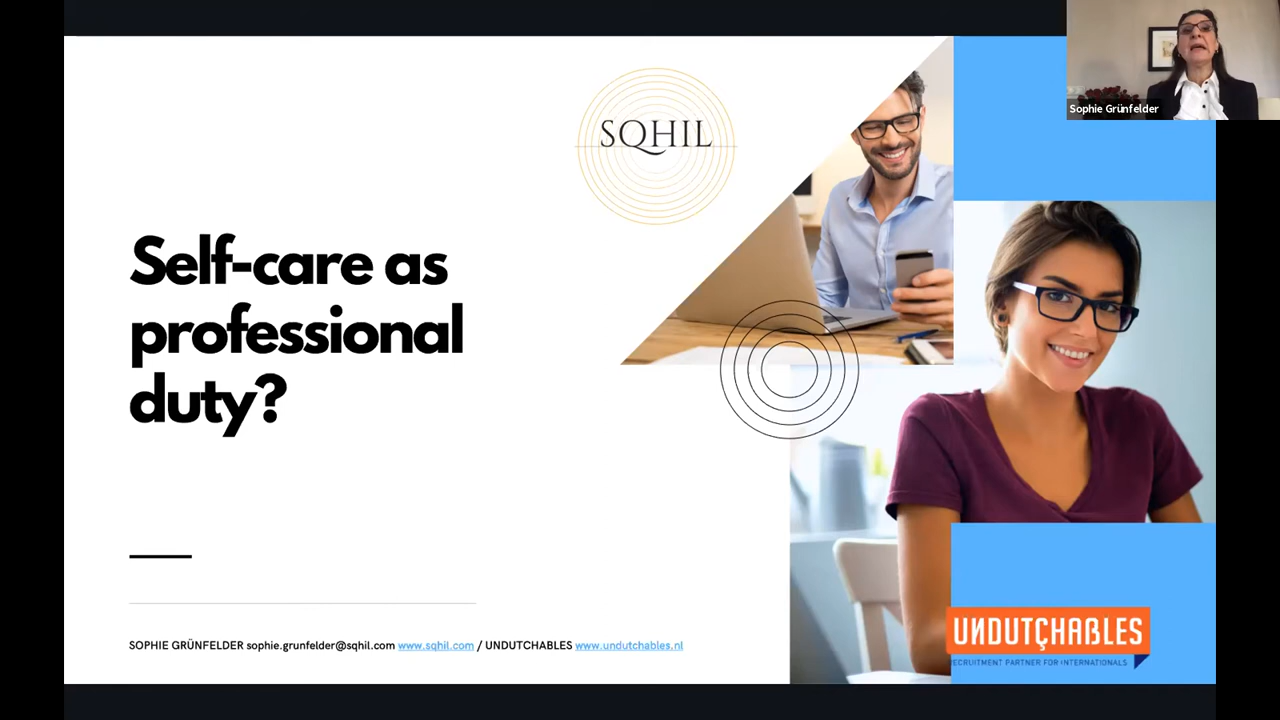 Sophie Grünfelder
SQHIL
Self-care as
professional
duty?
SOPHIE GRÜNFELDER sophie.grunfelder@sqhil.com www.sqhil.com / UNDUTCHABLES www.undutchables.nl
UNDUTÇHABLES
RECRUITMENT PARTNER FOR INTERNATIONALS